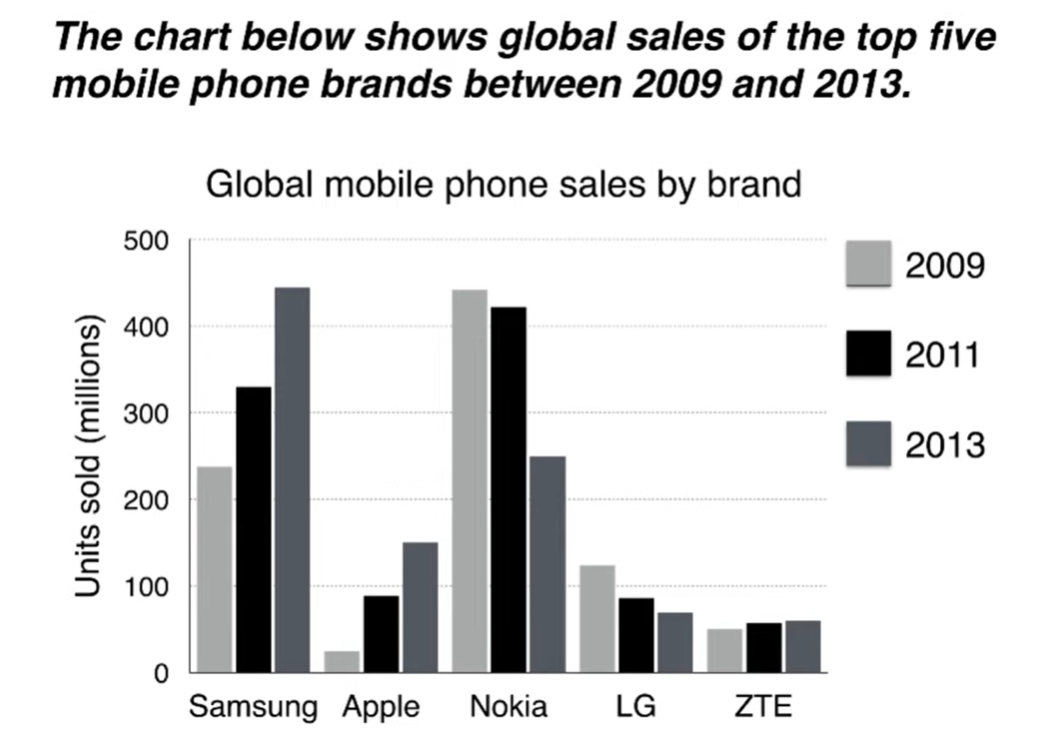 The chart below shows global sales of the top five
mobile phone brands between 2009 and 2013.
Global mobile phone sales by brand
Units sold (millions)
500
400
300
200
100
0
Samsung Apple Nokia LG ZTE
2009
2011
2013